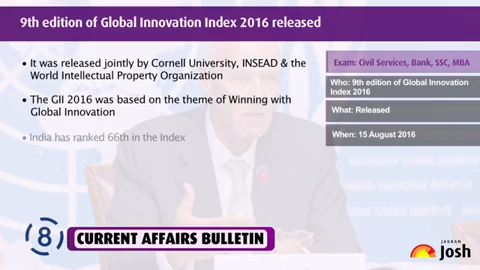 9th edition of Global Innovation Index 2016 released
• It was released jointly by Cornell University, INSEAD & the
World Intellectual Property Organization
• The GII 2016 was based on the theme of Winning with
Global Innovation
• India has ranked 66th in the Index
Exam: Civil Services, Bank, SSC, MBA
Who: 9th edition of Global Innovation
Index 2016
What: Released
When: 15 August 2016
8
CURRENT AFFAIRS BULLETIN
JAGRAN
Josh